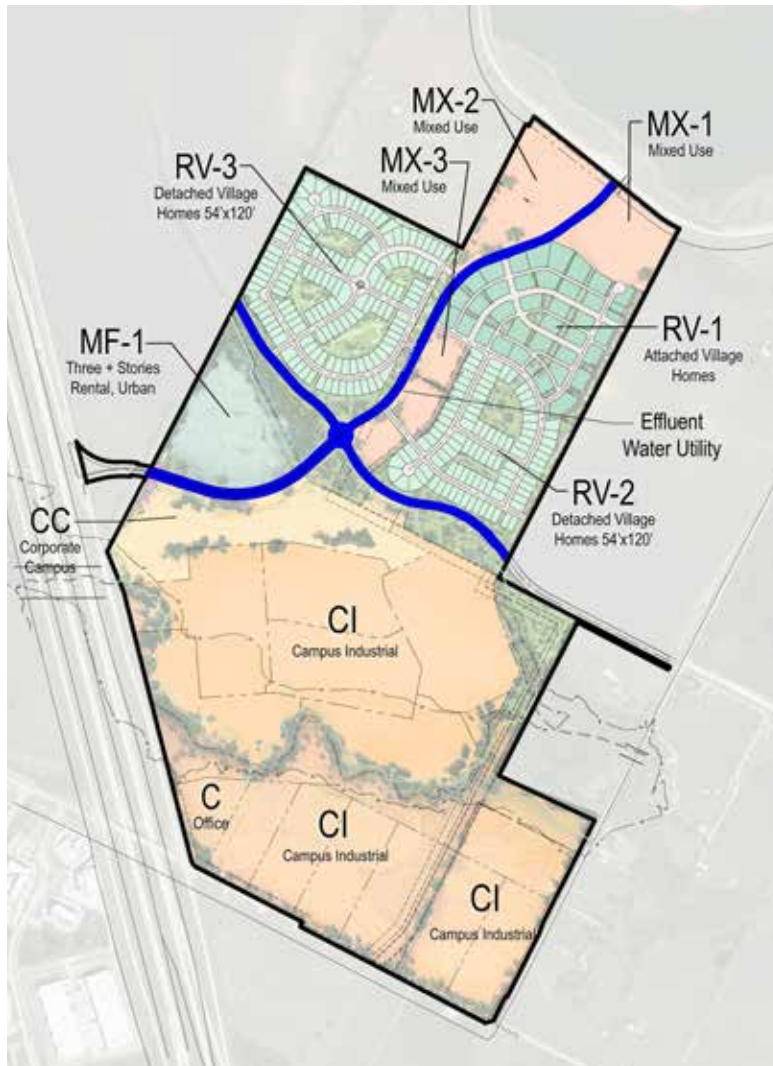 MX-2
Mixed Use
MX-1
Mixed Use
MX-3
Mixed Use
RV-3
Detached Village
Homes 54'x120'
MF-1
Three + Stories
Rental, Urban
RV-1
Attached Village
Homes
Effluent
Water Utility
RV-2
Detached Village
Homes 54'x120'
CC
Corporate
Campus
CI
Campus Industrial
C
Office
CI
Campus Industrial
CI
Campus Industrial